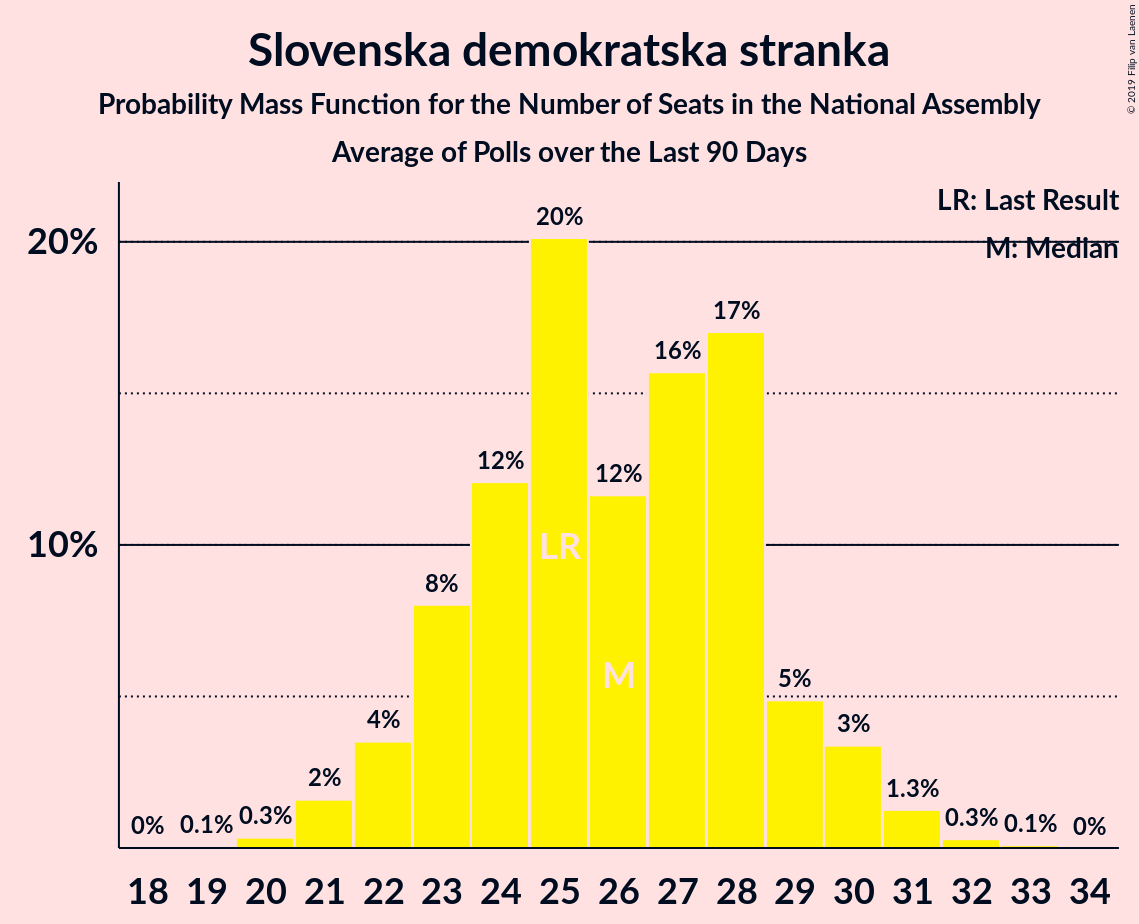 Slovenska demokratska stranka
Probability Mass Function for the Number of Seats in the National Assembly
Average of Polls over the Last 90 Days
© 2019 Filip van Laenen
LR: Last Result
M: Median
20%
10%
0%
0.1%
0.3%
2%
4%
8%
12%
20%
12%
16%
17%
5%
3%
1.3%
0.3%
0.1%
0%
LR
M
18 19 20 21 22 23 24 25 26 27 28 29 30 31 32 33 34